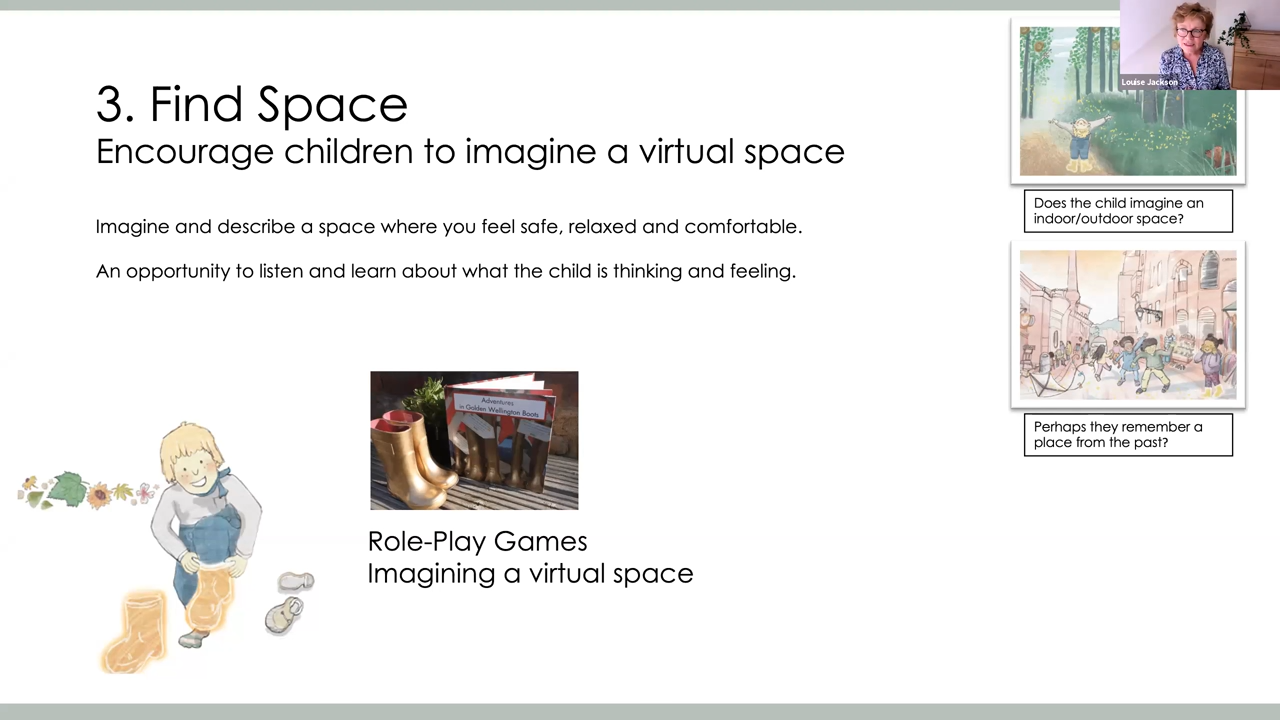 3. Find Space
Encourage children to imagine a virtual space
Imagine and describe a space where you feel safe, relaxed and comfortable.
An opportunity to listen and learn about what the child is thinking and feeling.
Adventures
in Golden Wellington Boots
Role-Play Games
Imagining a virtual space
Louise Jackson
Does the child imagine an
indoor/outdoor space?
Perhaps they remember a
place from the past?